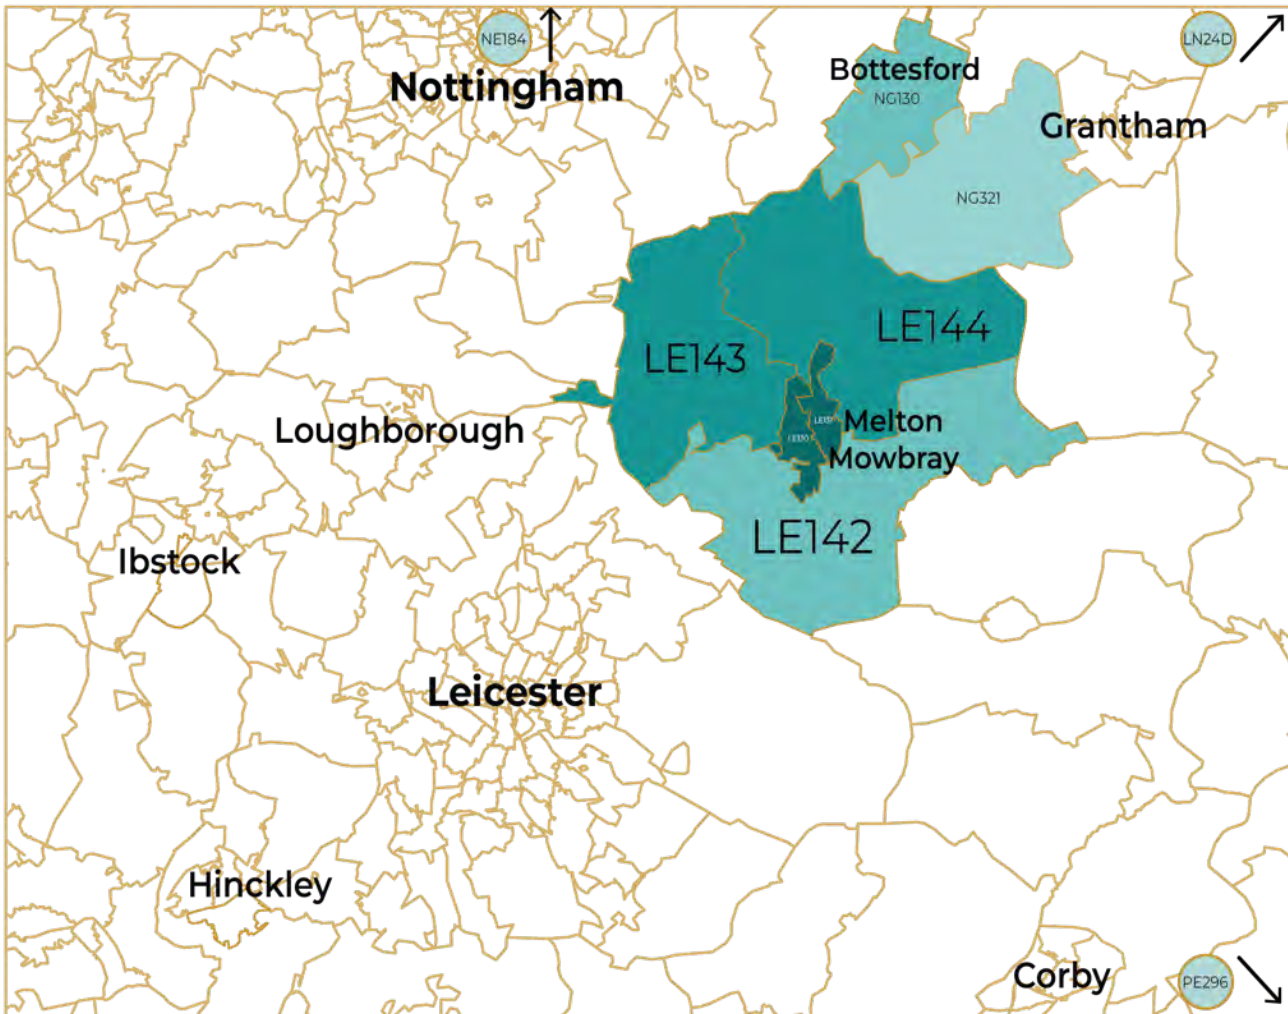 NE184
LN24D
Nottingham
Bottesford
NG130
Grantham
NG321
LE144
LE143
Melton
Mowbray
Loughborough
LE142
Ibstock
Leicester
Hinckley
Corby
PE296